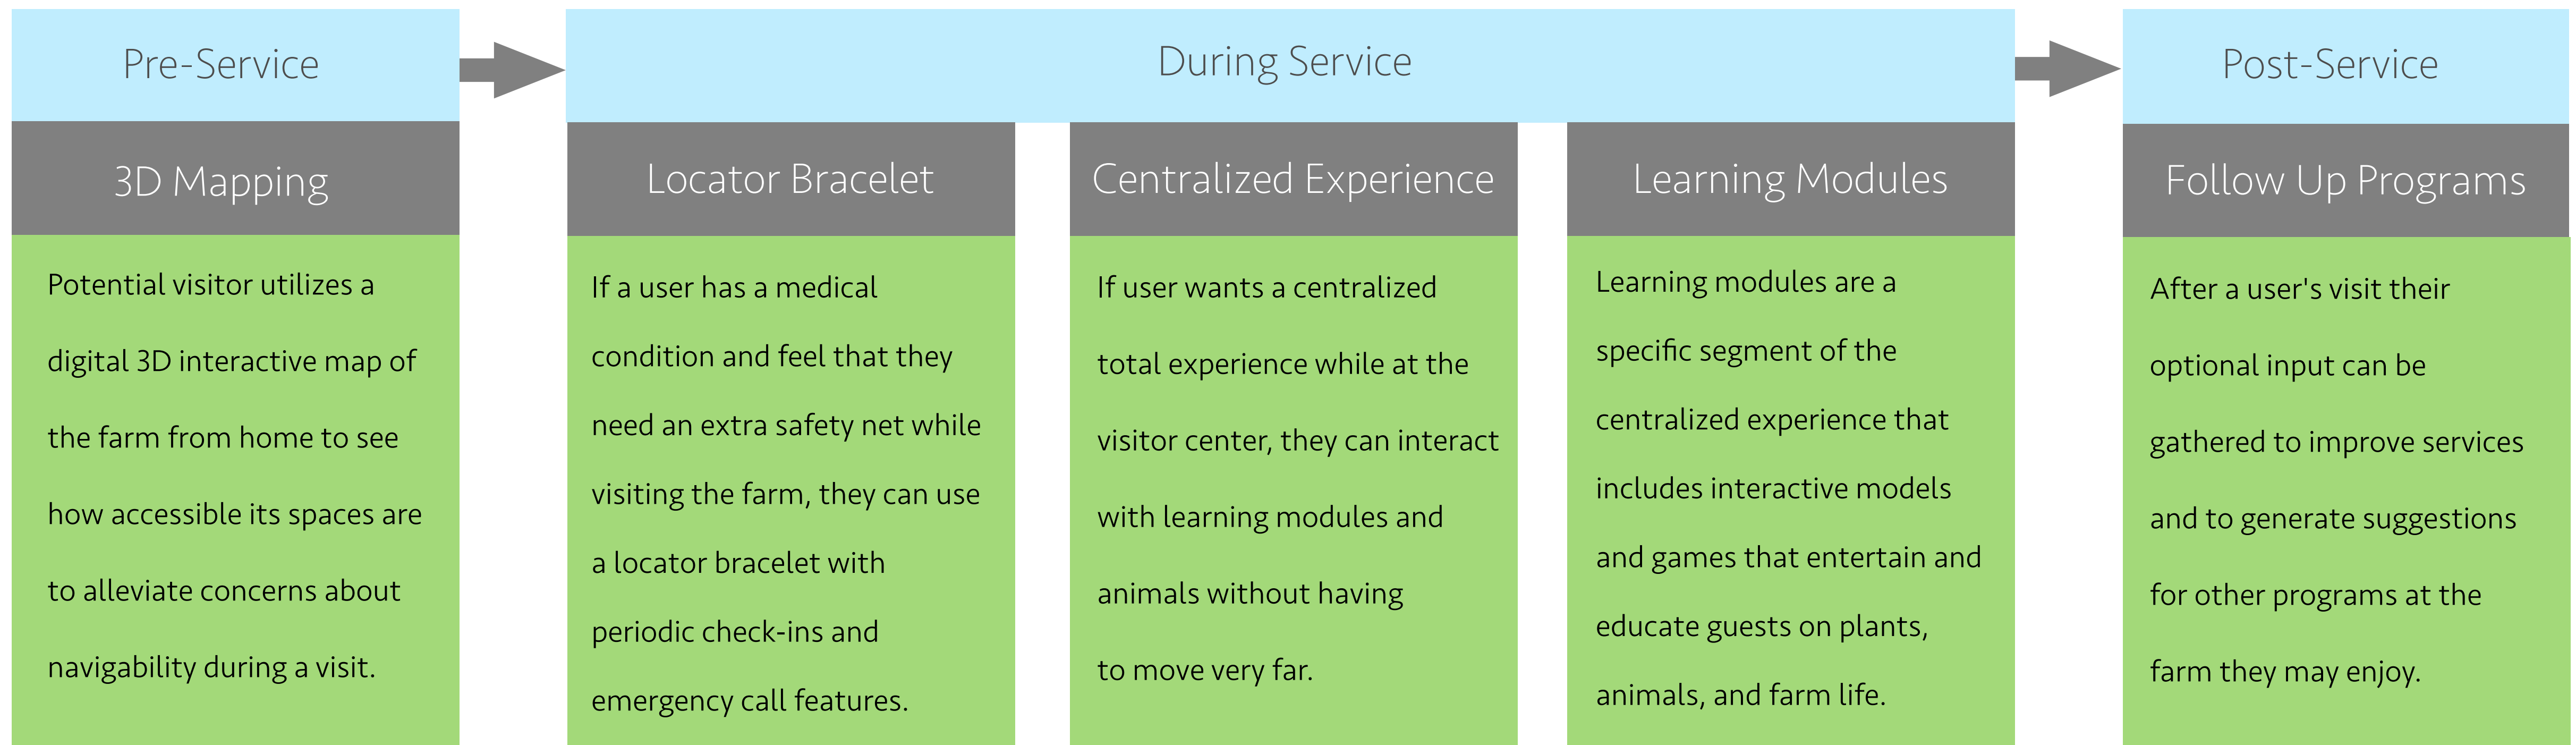 Pre-Service
During Service
Post-Service
3D Mapping
Locator Bracelet
Centralized Experience
Learning Modules
Follow Up Programs
Potential visitor utilizes a
digital 3D interactive map of
the farm from home to see
how accessible its spaces are
to alleviate concerns about
navigability during a visit.
If a user has a medical
condition and feel that they
need an extra safety net while
visiting the farm, they can use
a locator bracelet with
periodic check-ins and
emergency call features.
If user wants a centralized
total experience while at the
visitor center, they can interact
with learning modules and
animals without having
to move very far.
Learning modules are a
specific segment of the
centralized experience that
includes interactive models
and games that entertain and
educate guests on plants,
animals, and farm life.
After a user's visit their
optional input can be
gathered to improve services
and to generate suggestions
for other programs at the
farm they may enjoy.